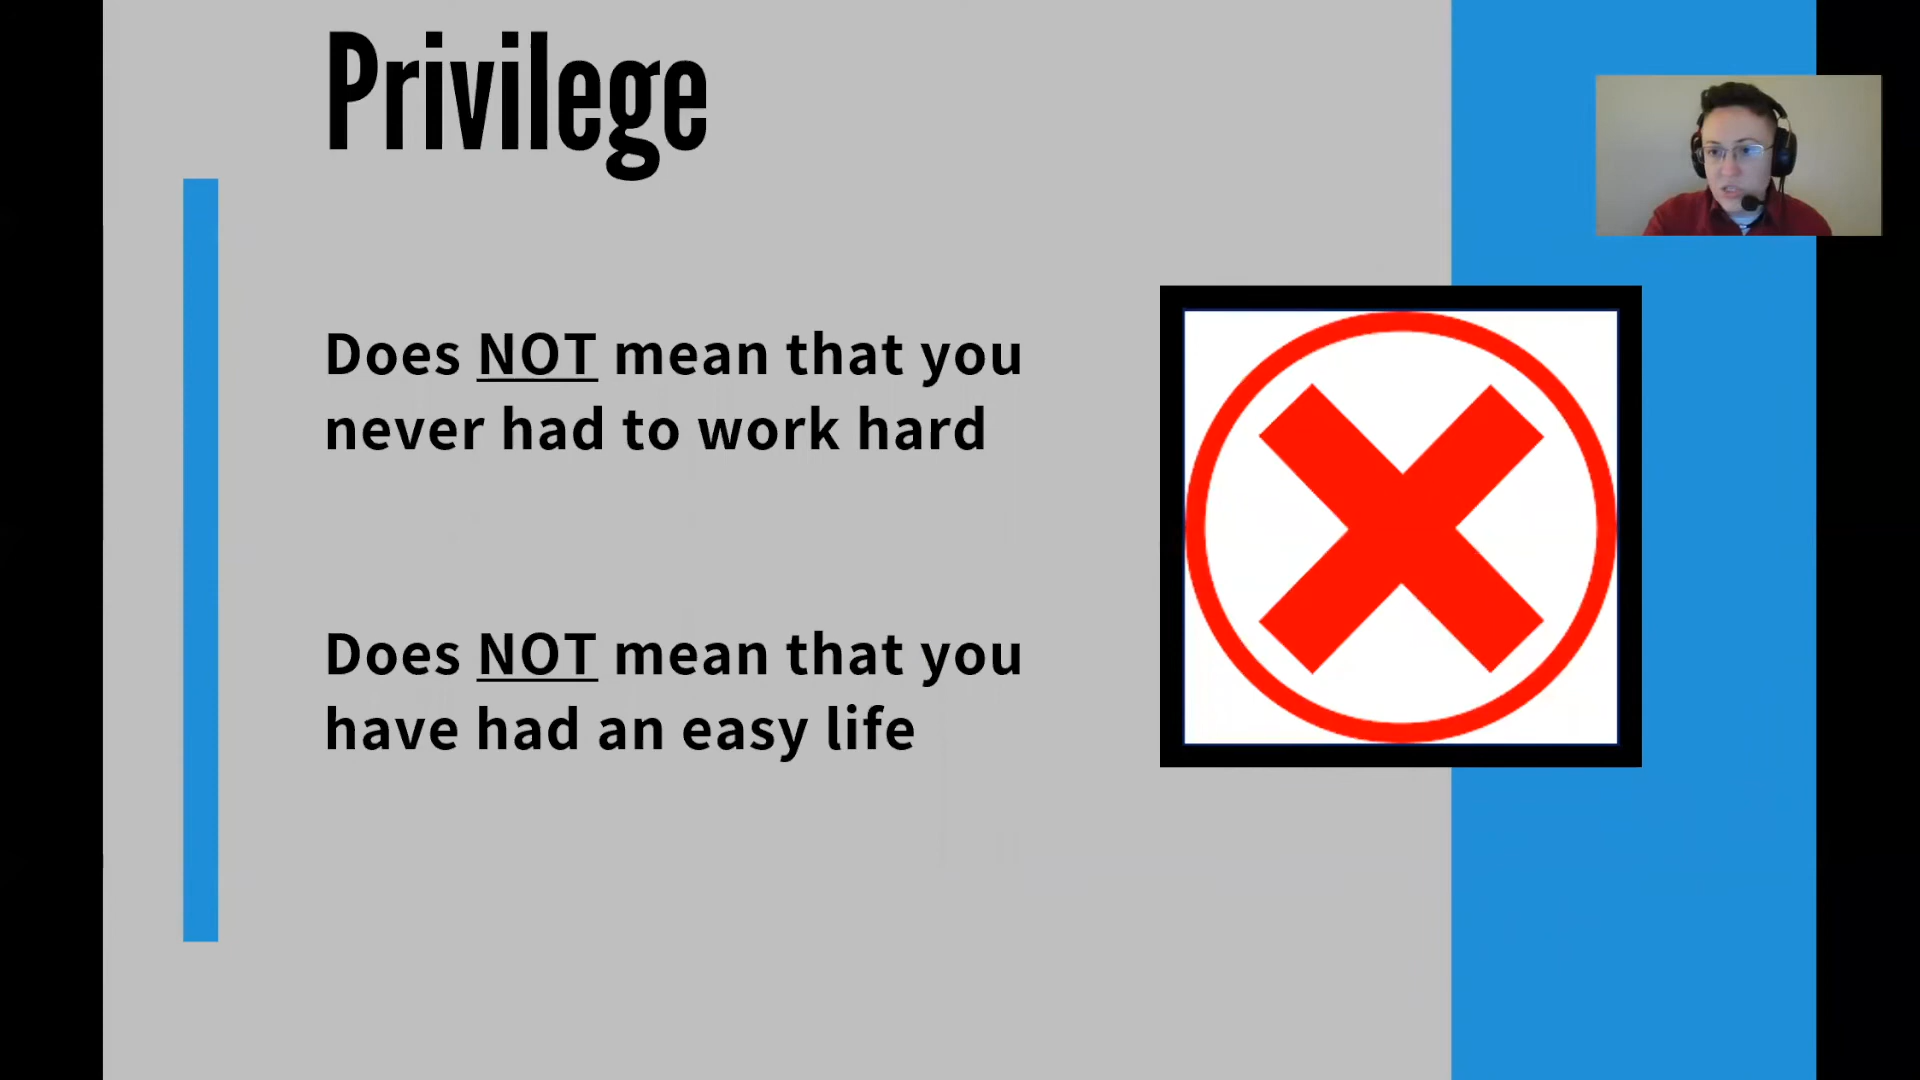 Privilege
Does NOT mean that you
never had to work hard
Does NOT mean that you
have had an easy life